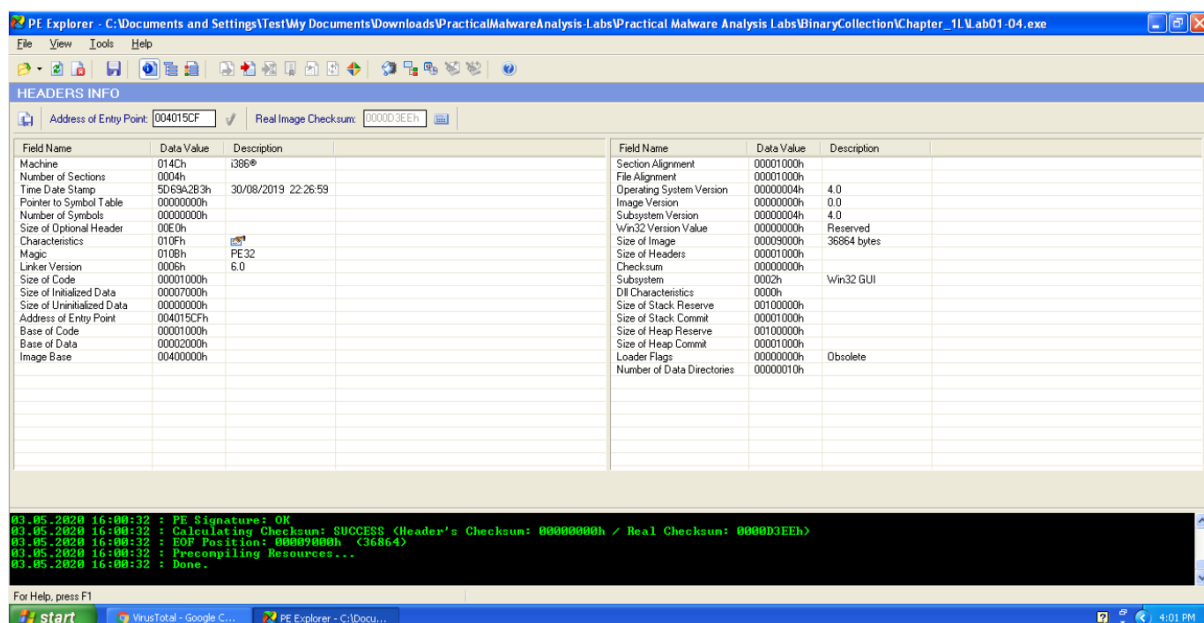 PE Explorer - C:\Documents and Settings\Test\My Documents\Downloads\PracticalMalwareAnalysis-Labs\Practical Malware Analysis Labs\BinaryCollection\Chapter_1L\Lab01-04.exe
File View Tools Help
HEADERS INFO
Address of Entry Point: 004015CF Real Image Checksum: 0000D3EEh
Field Name Data Value Description
Machine 014Ch i386®
Number of Sections 0004h
Time Date Stamp 5D69A2B3h 30/08/2019 22:26:59
Pointer to Symbol Table 00000000h
Number of Symbols 00000000h
Size of Optional Header 00E0h
Characteristics 010Fh
Magic 010Bh PE32
Linker Version 0006h 6.0
Size of Code 00001000h
Size of Initialized Data 00007000h
Size of Uninitialized Data 00000000h
Address of Entry Point 004015CFh
Base of Code 00001000h
Base of Data 00002000h
Image Base 00400000h
Field Name Data Value Description
Section Alignment 00001000h
File Alignment 00001000h
Operating System Version 00000004h 4.0
Image Version 00000000h 0.0
Subsystem Version 00000004h 4.0
Win32 Version Value 00000000h Reserved
Size of Image 00009000h 36864 bytes
Size of Headers 00001000h
Checksum 00000000h
Subsystem 0002h Win32 GUI
Dll Characteristics 0000h
Size of Stack Reserve 00100000h
Size of Stack Commit 00001000h
Size of Heap Reserve 00100000h
Size of Heap Commit 00001000h
Loader Flags 00000000h Obsolete
Number of Data Directories 00000010h
03.05.2020 16:00:32 : PE Signature: OK
03.05.2020 16:00:32 : Calculating Checksum: SUCCESS (Header's Checksum: 00000000h / Real Checksum: 0000D3EEh)
03.05.2020 16:00:32 : EOF Position: 00009000h (36864)
03.05.2020 16:00:32 : Precompiling Resources...
03.05.2020 16:00:32 : Done.
For Help, press F1
start VirusTotal - Google C... PE Explorer - C:\Docu... 4:01 PM